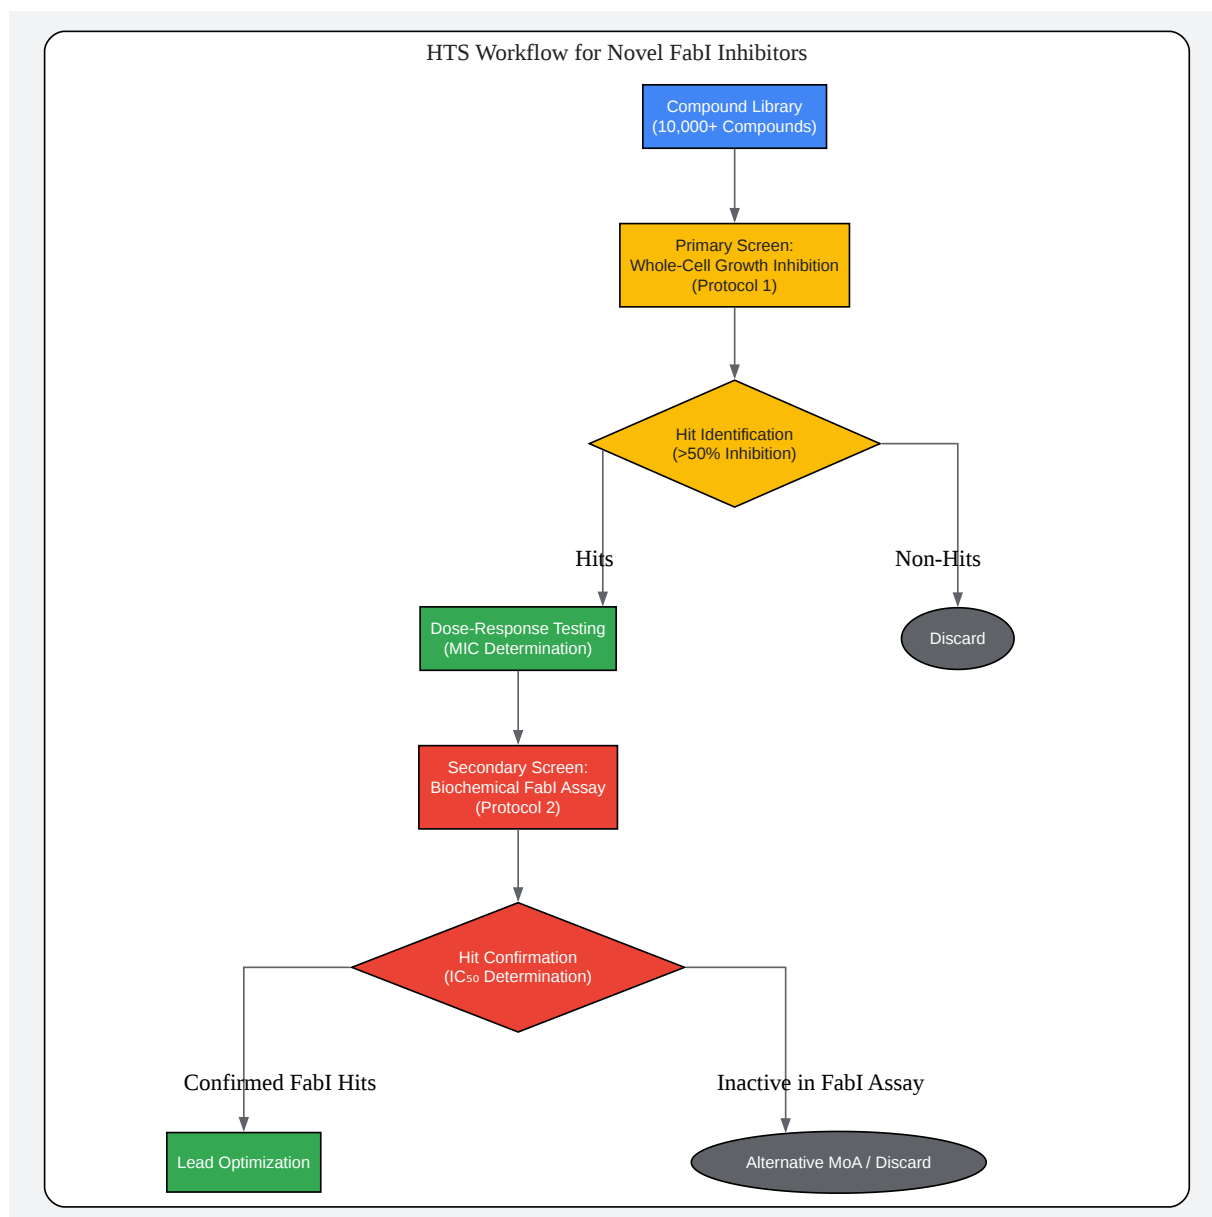 HTS Workflow for Novel FabI Inhibitors
Compound Library
(10,000+ Compounds)
Primary Screen:
Whole-Cell Growth Inhibition
(Protocol 1)
Hit Identification
(>50% Inhibition)
Hits
Non-Hits
Dose-Response Testing
(MIC Determination)
Discard
Secondary Screen:
Biochemical FabI Assay
(Protocol 2)
Hit Confirmation
(IC₅₀ Determination)
Confirmed FabI Hits
Inactive in FabI Assay
Lead Optimization
Alternative MoA / Discard